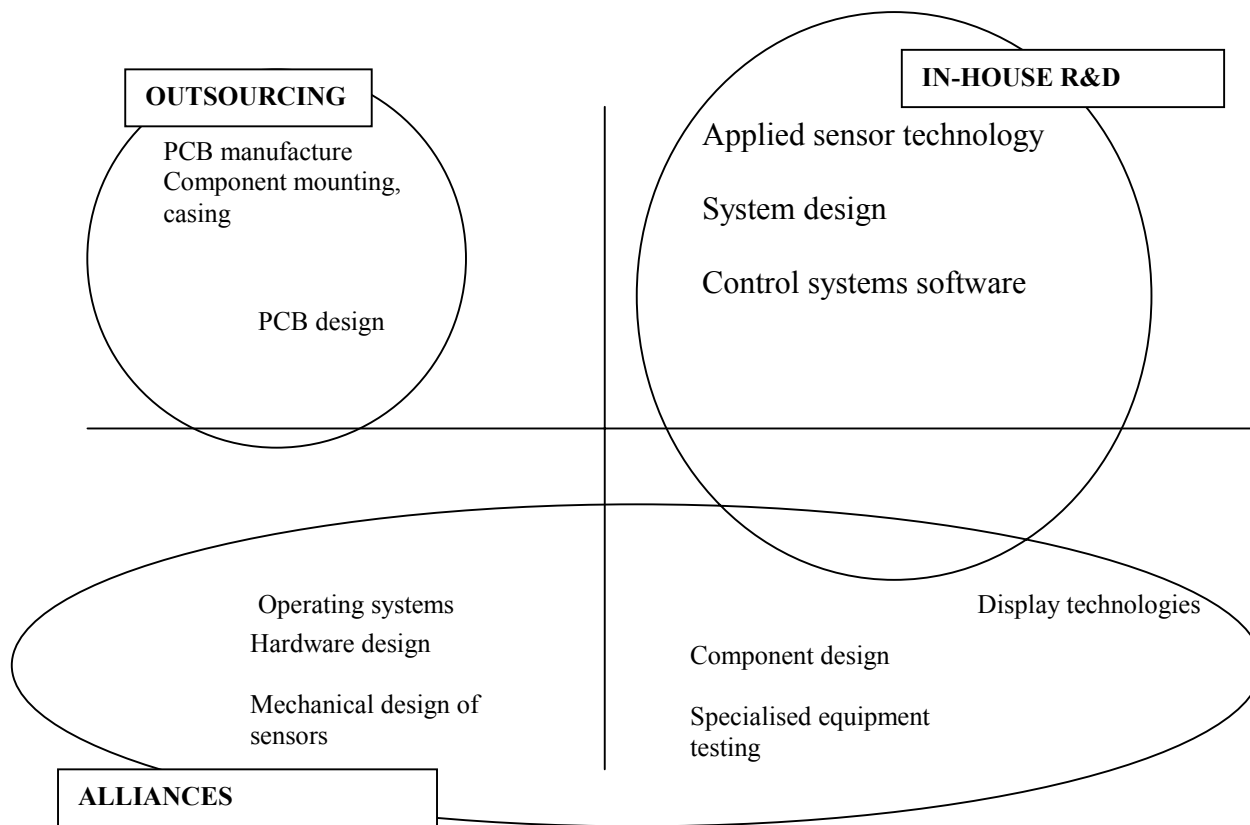 OUTSOURCING
PCB manufacture
Component mounting,
casing
PCB design
IN-HOUSE R&D
Applied sensor technology
System design
Control systems software
Operating systems
Hardware design
Mechanical design of
sensors
Display technologies
Component design
Specialised equipment
testing
ALLIANCES